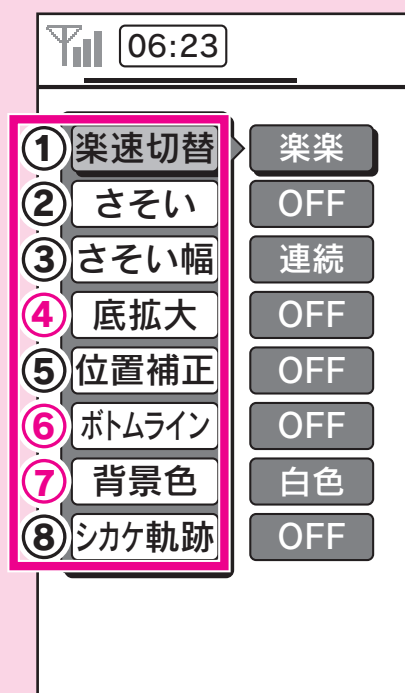 06:23
①楽速切替 楽楽
②さそい OFF
③さそい幅 連続
④底拡大 OFF
⑤位置補正 OFF
⑥ボトムライン OFF
⑦背景色 白色
⑧シカケ軌跡 OFF